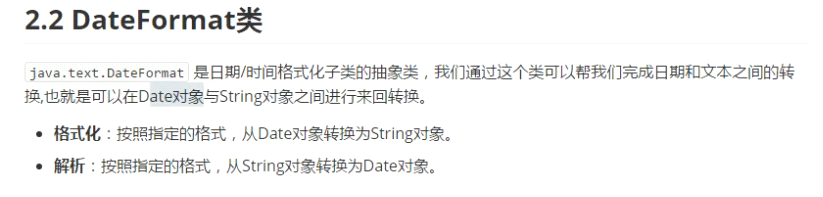 2.2 DateFormat类
java.text.DateFormat 是日期/时间格式化子类的抽象类，我们通过这个类可以帮我们完成日期和文本之间的转
换,也就是可以在Date对象与String对象之间进行来回转换。
• 格式化：按照指定的格式，从Date对象转换为String对象。
• 解析：按照指定的格式，从String对象转换为Date对象。